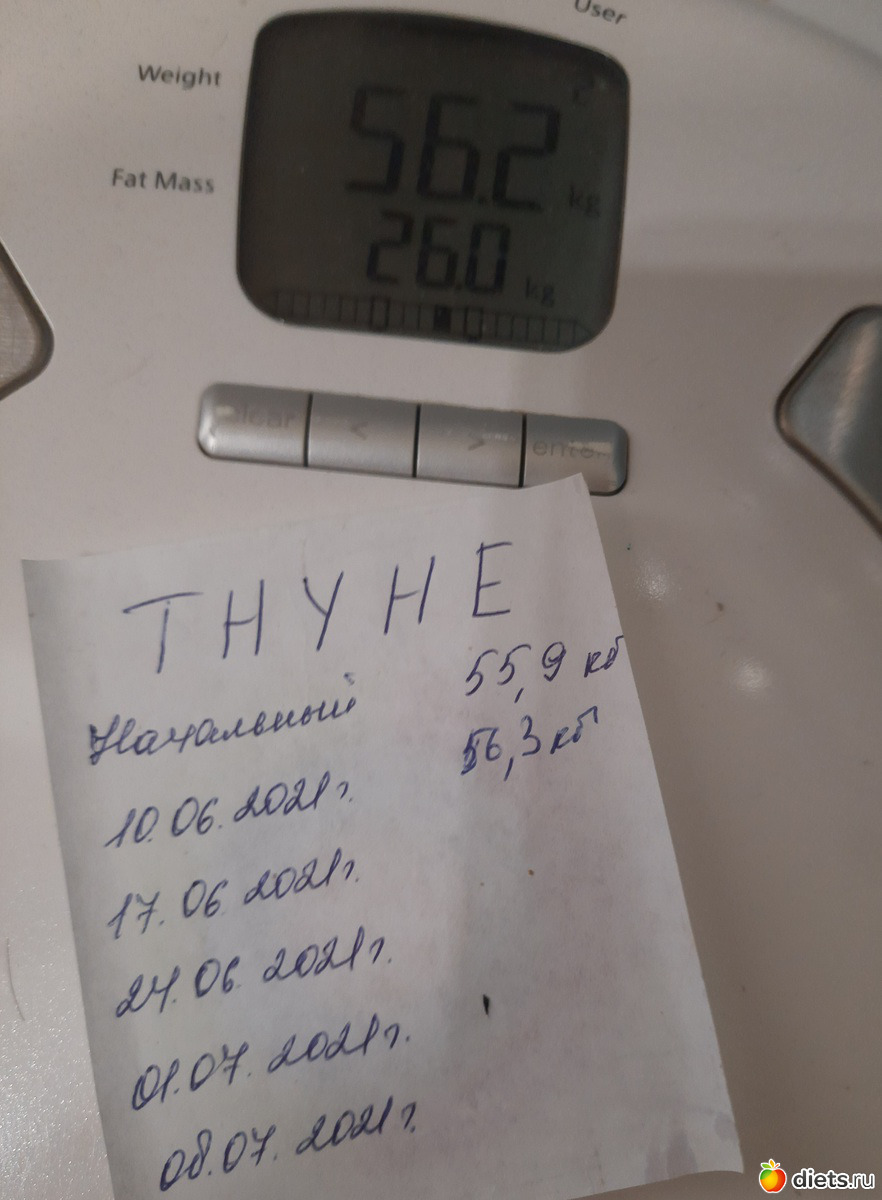 User
Weight
56.2 kg
Fat Mass
26.0 kg
clear < > enter
THYHE
Начальный 55,9 кг
10.06.2021г. 56,3 кг
17.06.2021г.
24.06.2021г.
01.07.2021г.
08.07.2021г.
diets.ru